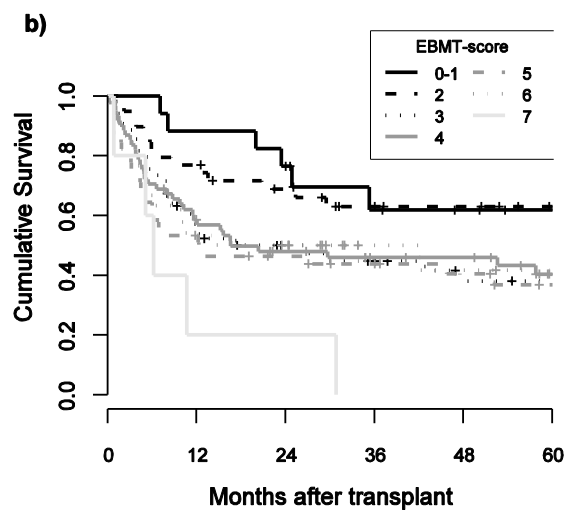 b)
EBMT-score
0-1 5
2 6
3 7
4
1.0
0.8
0.6
0.4
0.2
0.0
Cumulative Survival
0 12 24 36 48 60
Months after transplant